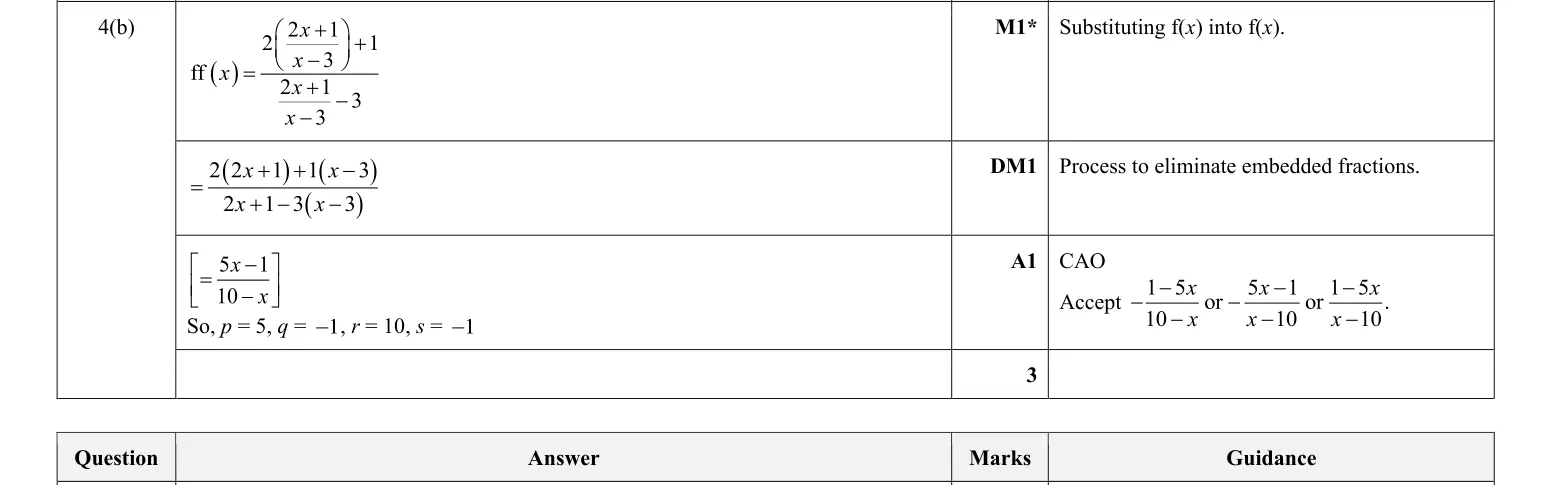 4(b)
ff(x) = (2((2x+1)/(x−3))+1)/((2x+1)/(x−3)−3)
M1*
Substituting f(x) into f(x).
= (2(2x+1)+1(x−3))/(2x+1−3(x−3))
DM1
Process to eliminate embedded fractions.
[= (5x−1)/(10−x)]
So, p = 5, q = −1, r = 10, s = −1
A1
CAO
Accept −(1−5x)/(10−x) or −(5x−1)/(x−10) or (1−5x)/(x−10).
3
Question Answer Marks Guidance